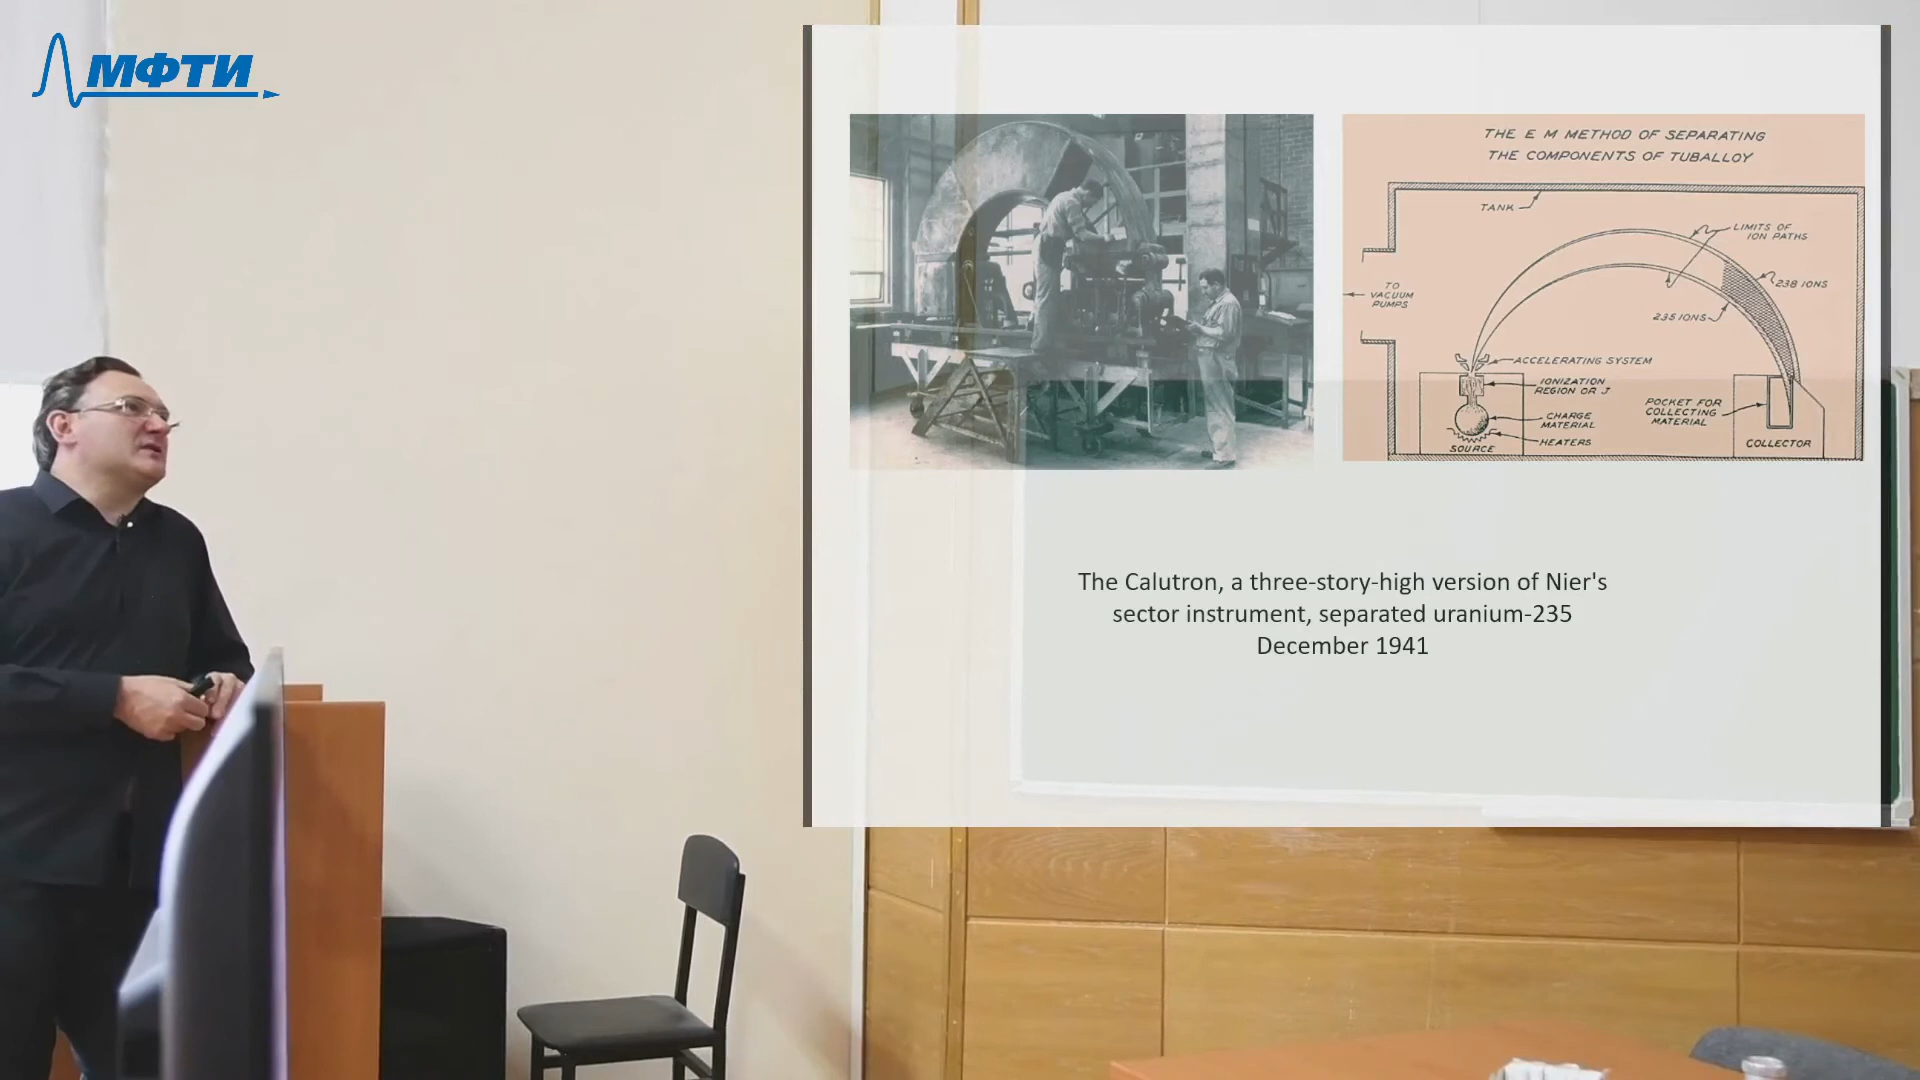 МФТИ
THE E M METHOD OF SEPARATING
THE COMPONENTS OF TUBALLOY
TANK
LIMITS OF
ION PATHS
TO
VACUUM
PUMPS
238 IONS
235 IONS
ACCELERATING SYSTEM
IONIZATION
REGION OR J
CHARGE
MATERIAL
HEATERS
SOURCE
POCKET FOR
COLLECTING
MATERIAL
COLLECTOR
The Calutron, a three-story-high version of Nier's
sector instrument, separated uranium-235
December 1941